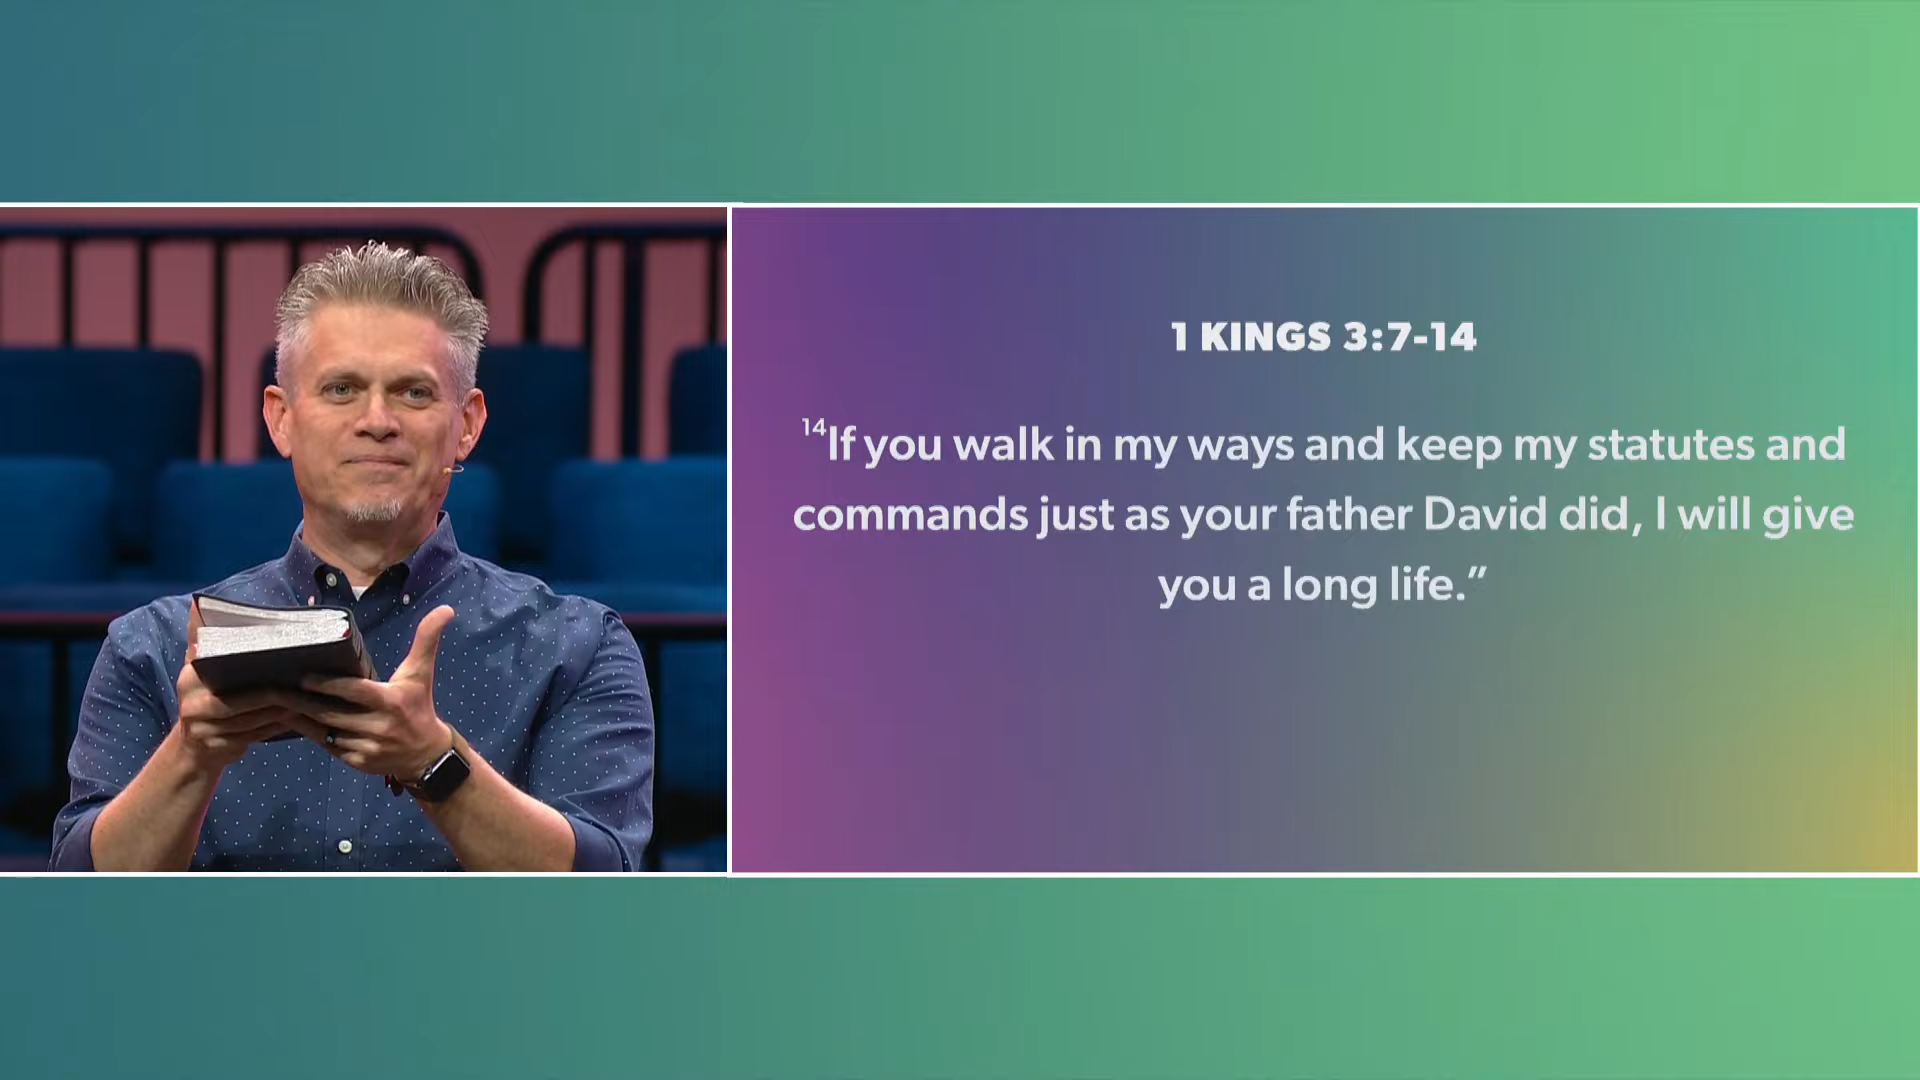 1 KINGS 3:7-14
14If you walk in my ways and keep my statutes and
commands just as your father David did, I will give
you a long life.”